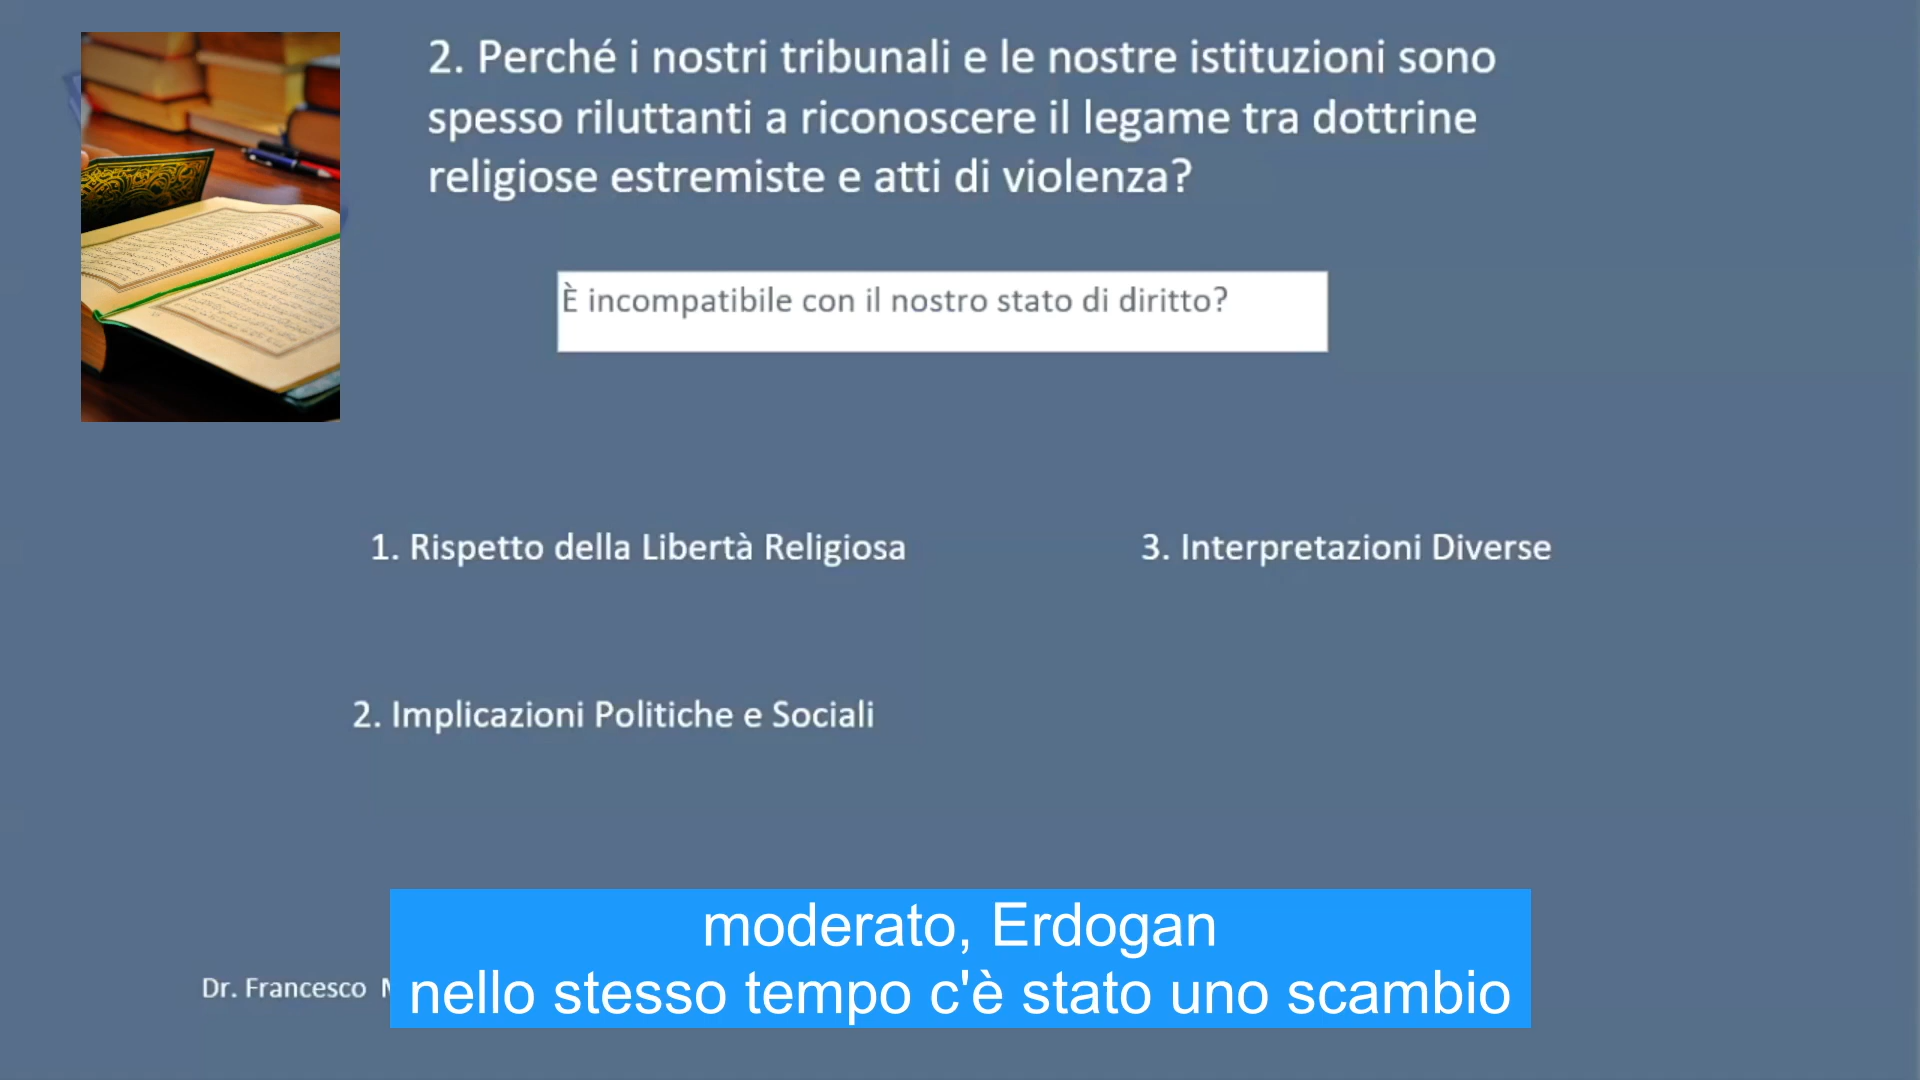 2. Perché i nostri tribunali e le nostre istituzioni sono
spesso riluttanti a riconoscere il legame tra dottrine
religiose estremiste e atti di violenza?
È incompatibile con il nostro stato di diritto?
1. Rispetto della Libertà Religiosa
3. Interpretazioni Diverse
2. Implicazioni Politiche e Sociali
Dr. Francesco
moderato, Erdogan
nello stesso tempo c'è stato uno scambio